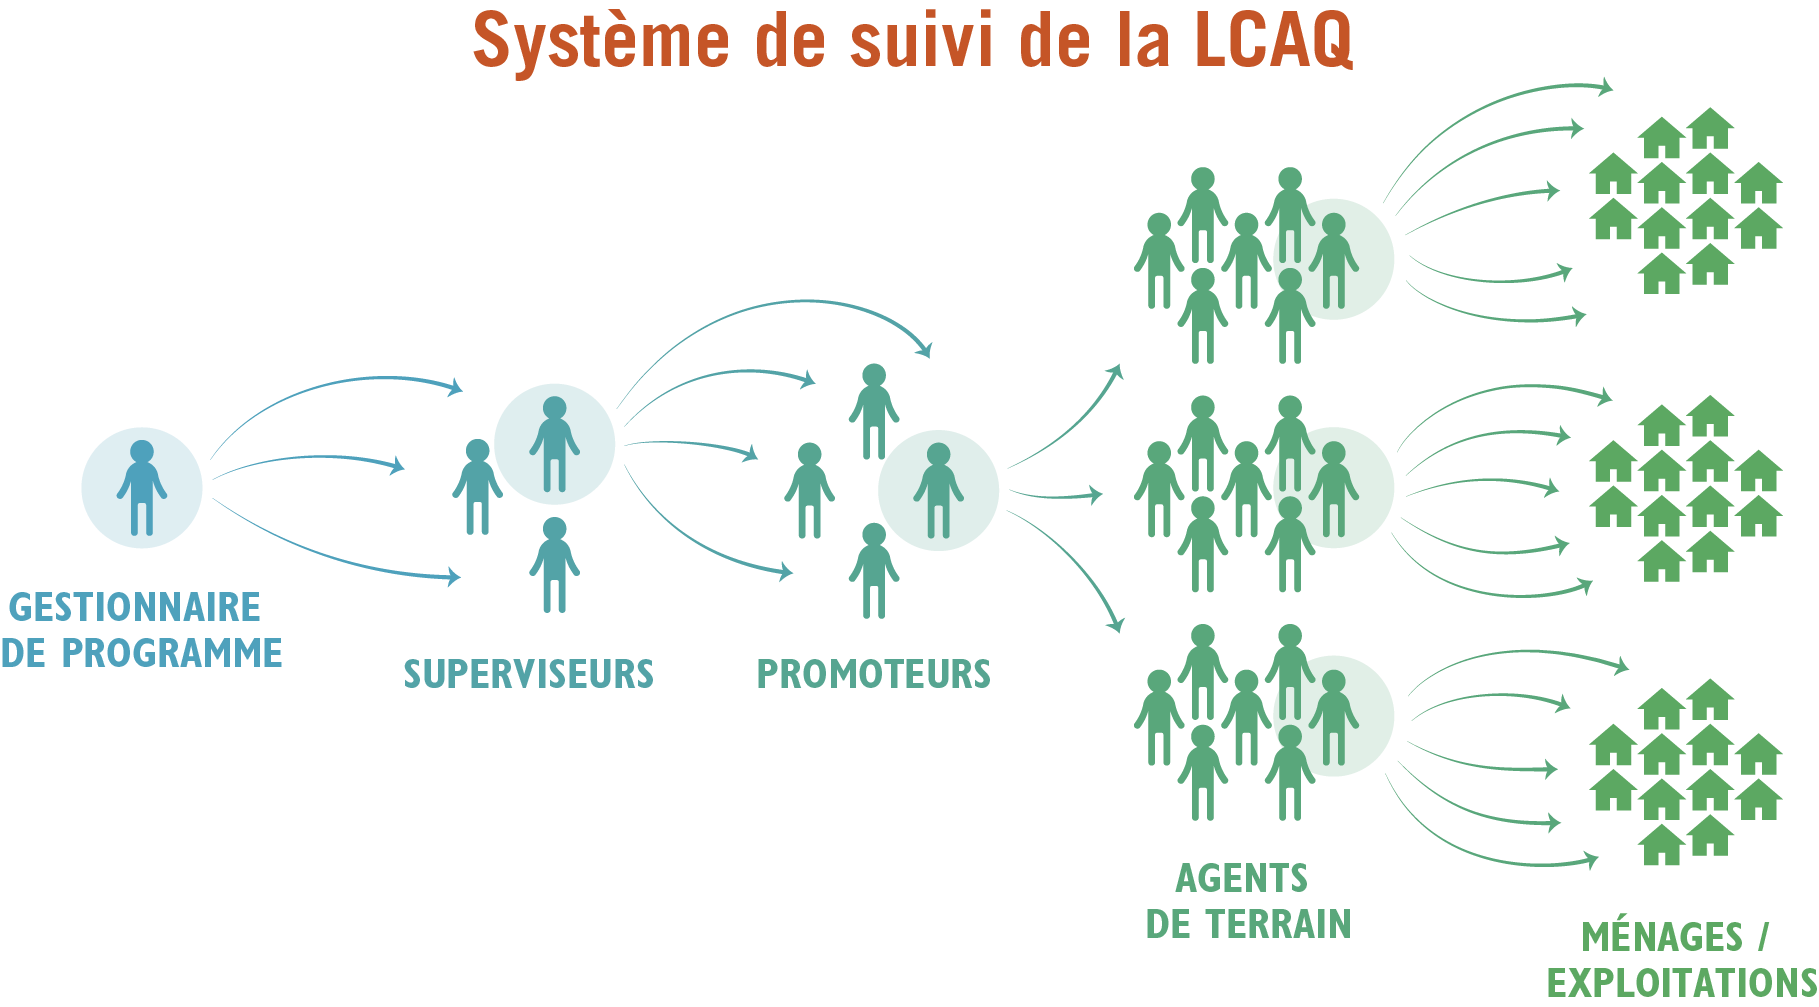 Système de suivi de la LCAQ
GESTIONNAIRE
DE PROGRAMME
SUPERVISEURS
PROMOTEURS
AGENTS
DE TERRAIN
MÉNAGES /
EXPLOITATIONS